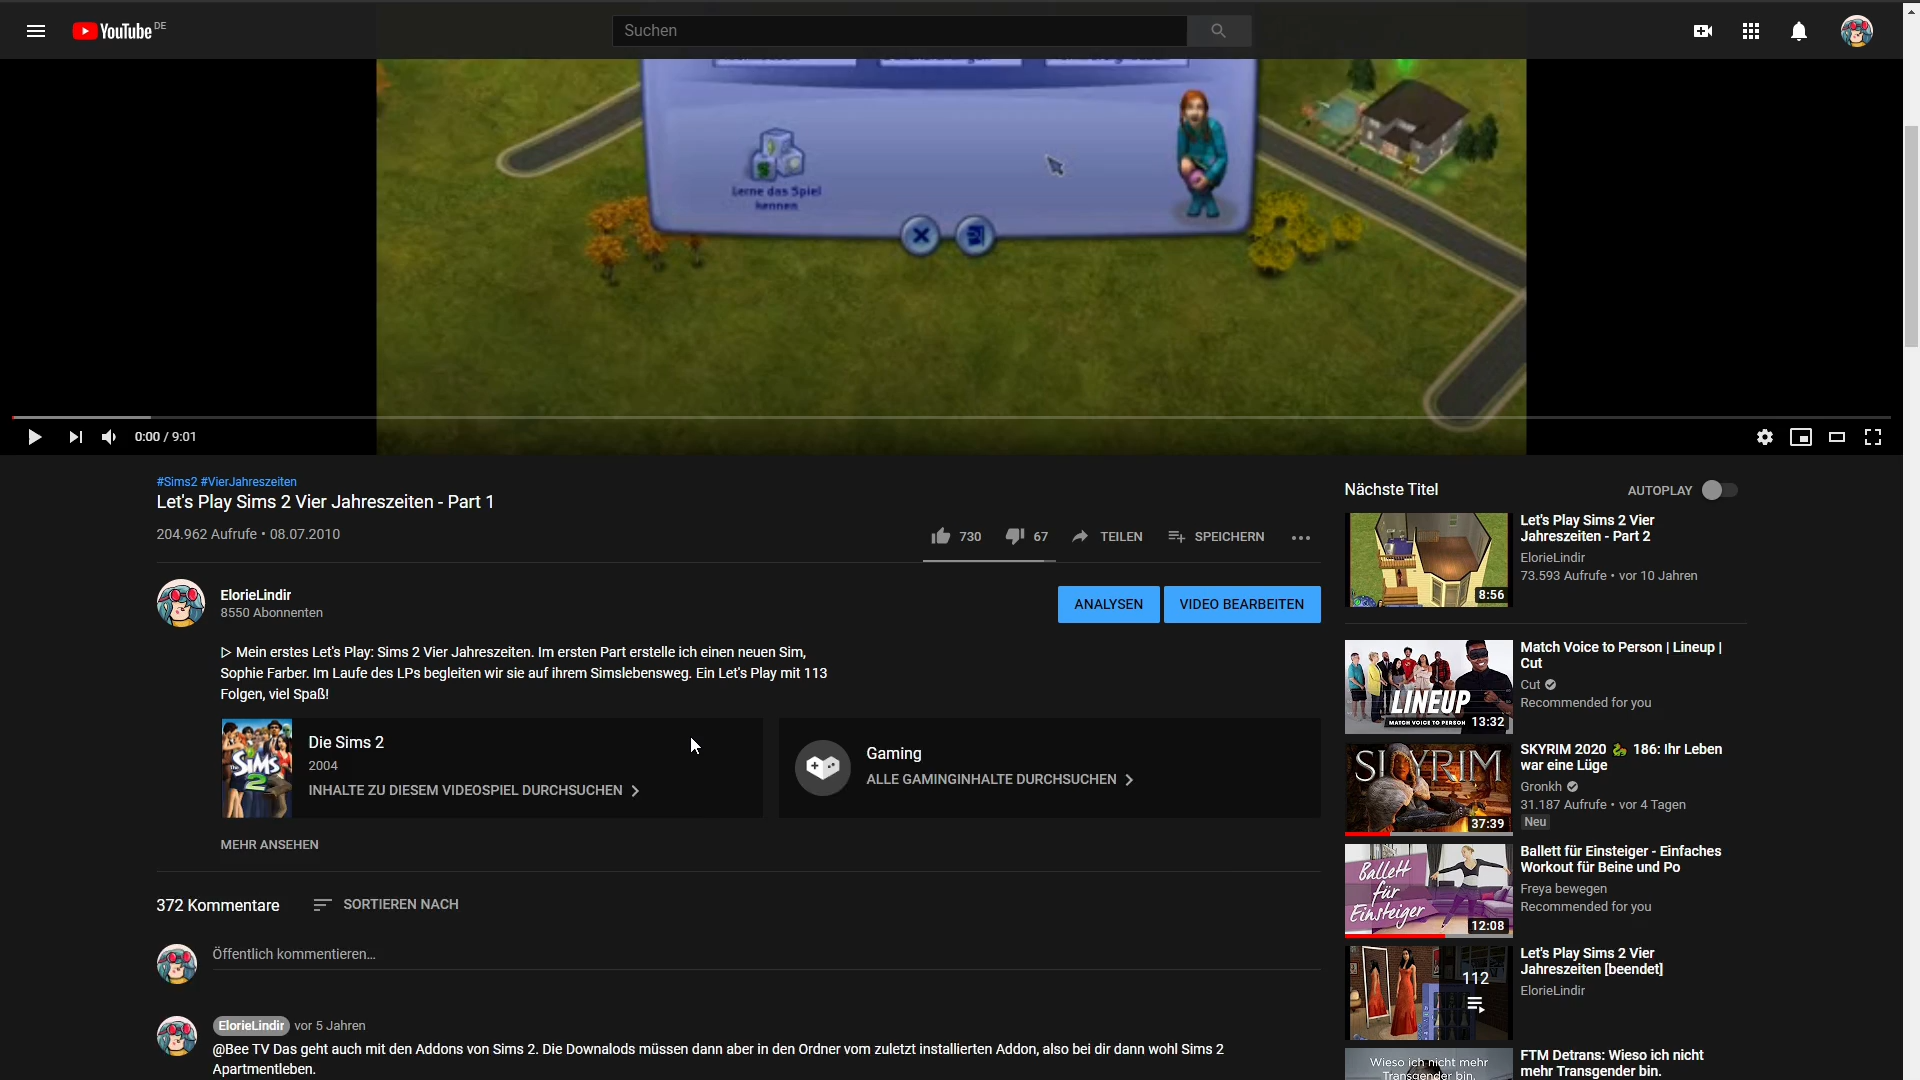 YouTube DE
Suchen
Lerne das Spiel
kennen
0:00 / 9:01
#Sims2 #VierJahreszeiten
Let's Play Sims 2 Vier Jahreszeiten - Part 1
204.962 Aufrufe • 08.07.2010
730
67
TEILEN
SPEICHERN
ElorieLindir
8550 Abonnenten
ANALYSEN
VIDEO BEARBEITEN
▷ Mein erstes Let's Play: Sims 2 Vier Jahreszeiten. Im ersten Part erstelle ich einen neuen Sim,
Sophie Farber. Im Laufe des LPs begleiten wir sie auf ihrem Simslebensweg. Ein Let's Play mit 113
Folgen, viel Spaß!
The SIMS 2
Die Sims 2
2004
INHALTE ZU DIESEM VIDEOSPIEL DURCHSUCHEN
Gaming
ALLE GAMINGINHALTE DURCHSUCHEN
MEHR ANSEHEN
372 Kommentare
SORTIEREN NACH
Öffentlich kommentieren...
ElorieLindir vor 5 Jahren
@Bee TV Das geht auch mit den Addons von Sims 2. Die Downalods müssen dann aber in den Ordner vom zuletzt installierten Addon, also bei dir dann wohl Sims 2
Apartmentleben.
Nächste Titel
AUTOPLAY
8:56
Let's Play Sims 2 Vier
Jahreszeiten - Part 2
ElorieLindir
73.593 Aufrufe • vor 10 Jahren
LINEUP
MATCH VOICE TO PERSON
13:32
Match Voice to Person | Lineup |
Cut
Cut
Recommended for you
SKYRIM
37:39
SKYRIM 2020 🐍 186: Ihr Leben
war eine Lüge
Gronkh
31.187 Aufrufe • vor 4 Tagen
Neu
Ballett
für
Einsteiger
12:08
Ballett für Einsteiger - Einfaches
Workout für Beine und Po
Freya bewegen
Recommended for you
112
Let's Play Sims 2 Vier
Jahreszeiten [beendet]
ElorieLindir
Wieso ich nicht mehr
Transgender bin.
FTM Detrans: Wieso ich nicht
mehr Transgender bin.